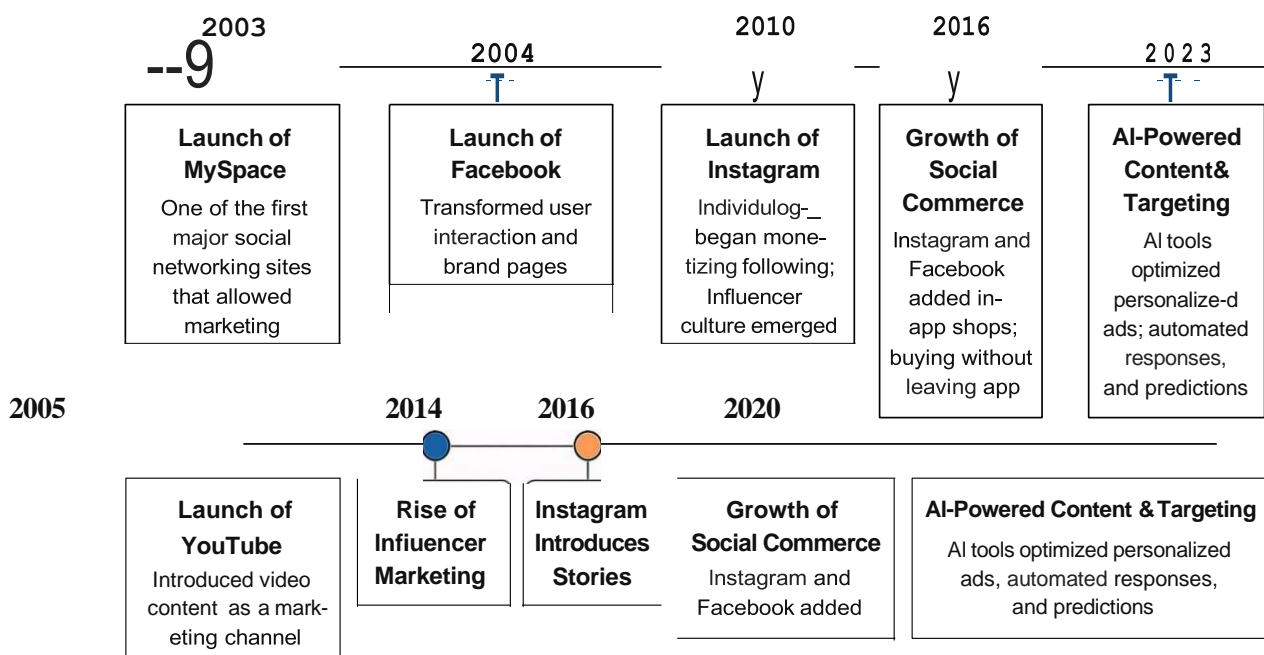 2003
2004
2010
2016
2023
--9
T
y
y
T
Launch of
MySpace
One of the first
major social
networking sites
that allowed
marketing
Launch of
Facebook
Transformed user
interaction and
brand pages
Launch of
Instagram
Individulog-_
began mone-
tizing following;
Influencer
culture emerged
Growth of
Social
Commerce
Instagram and
Facebook
added in-
app shops;
buying without
leaving app
AI-Powered
Content&
Targeting
AI tools
optimized
personalize-d
ads; automated
responses,
and predictions
2005
2014
2016
2020
Launch of
YouTube
Introduced video
content as a mark-
eting channel
Rise of
Infiuencer
Marketing
Instagram
Introduces
Stories
Growth of
Social Commerce
Instagram and
Facebook added
AI-Powered Content & Targeting
AI tools optimized personalized
ads, automated responses,
and predictions